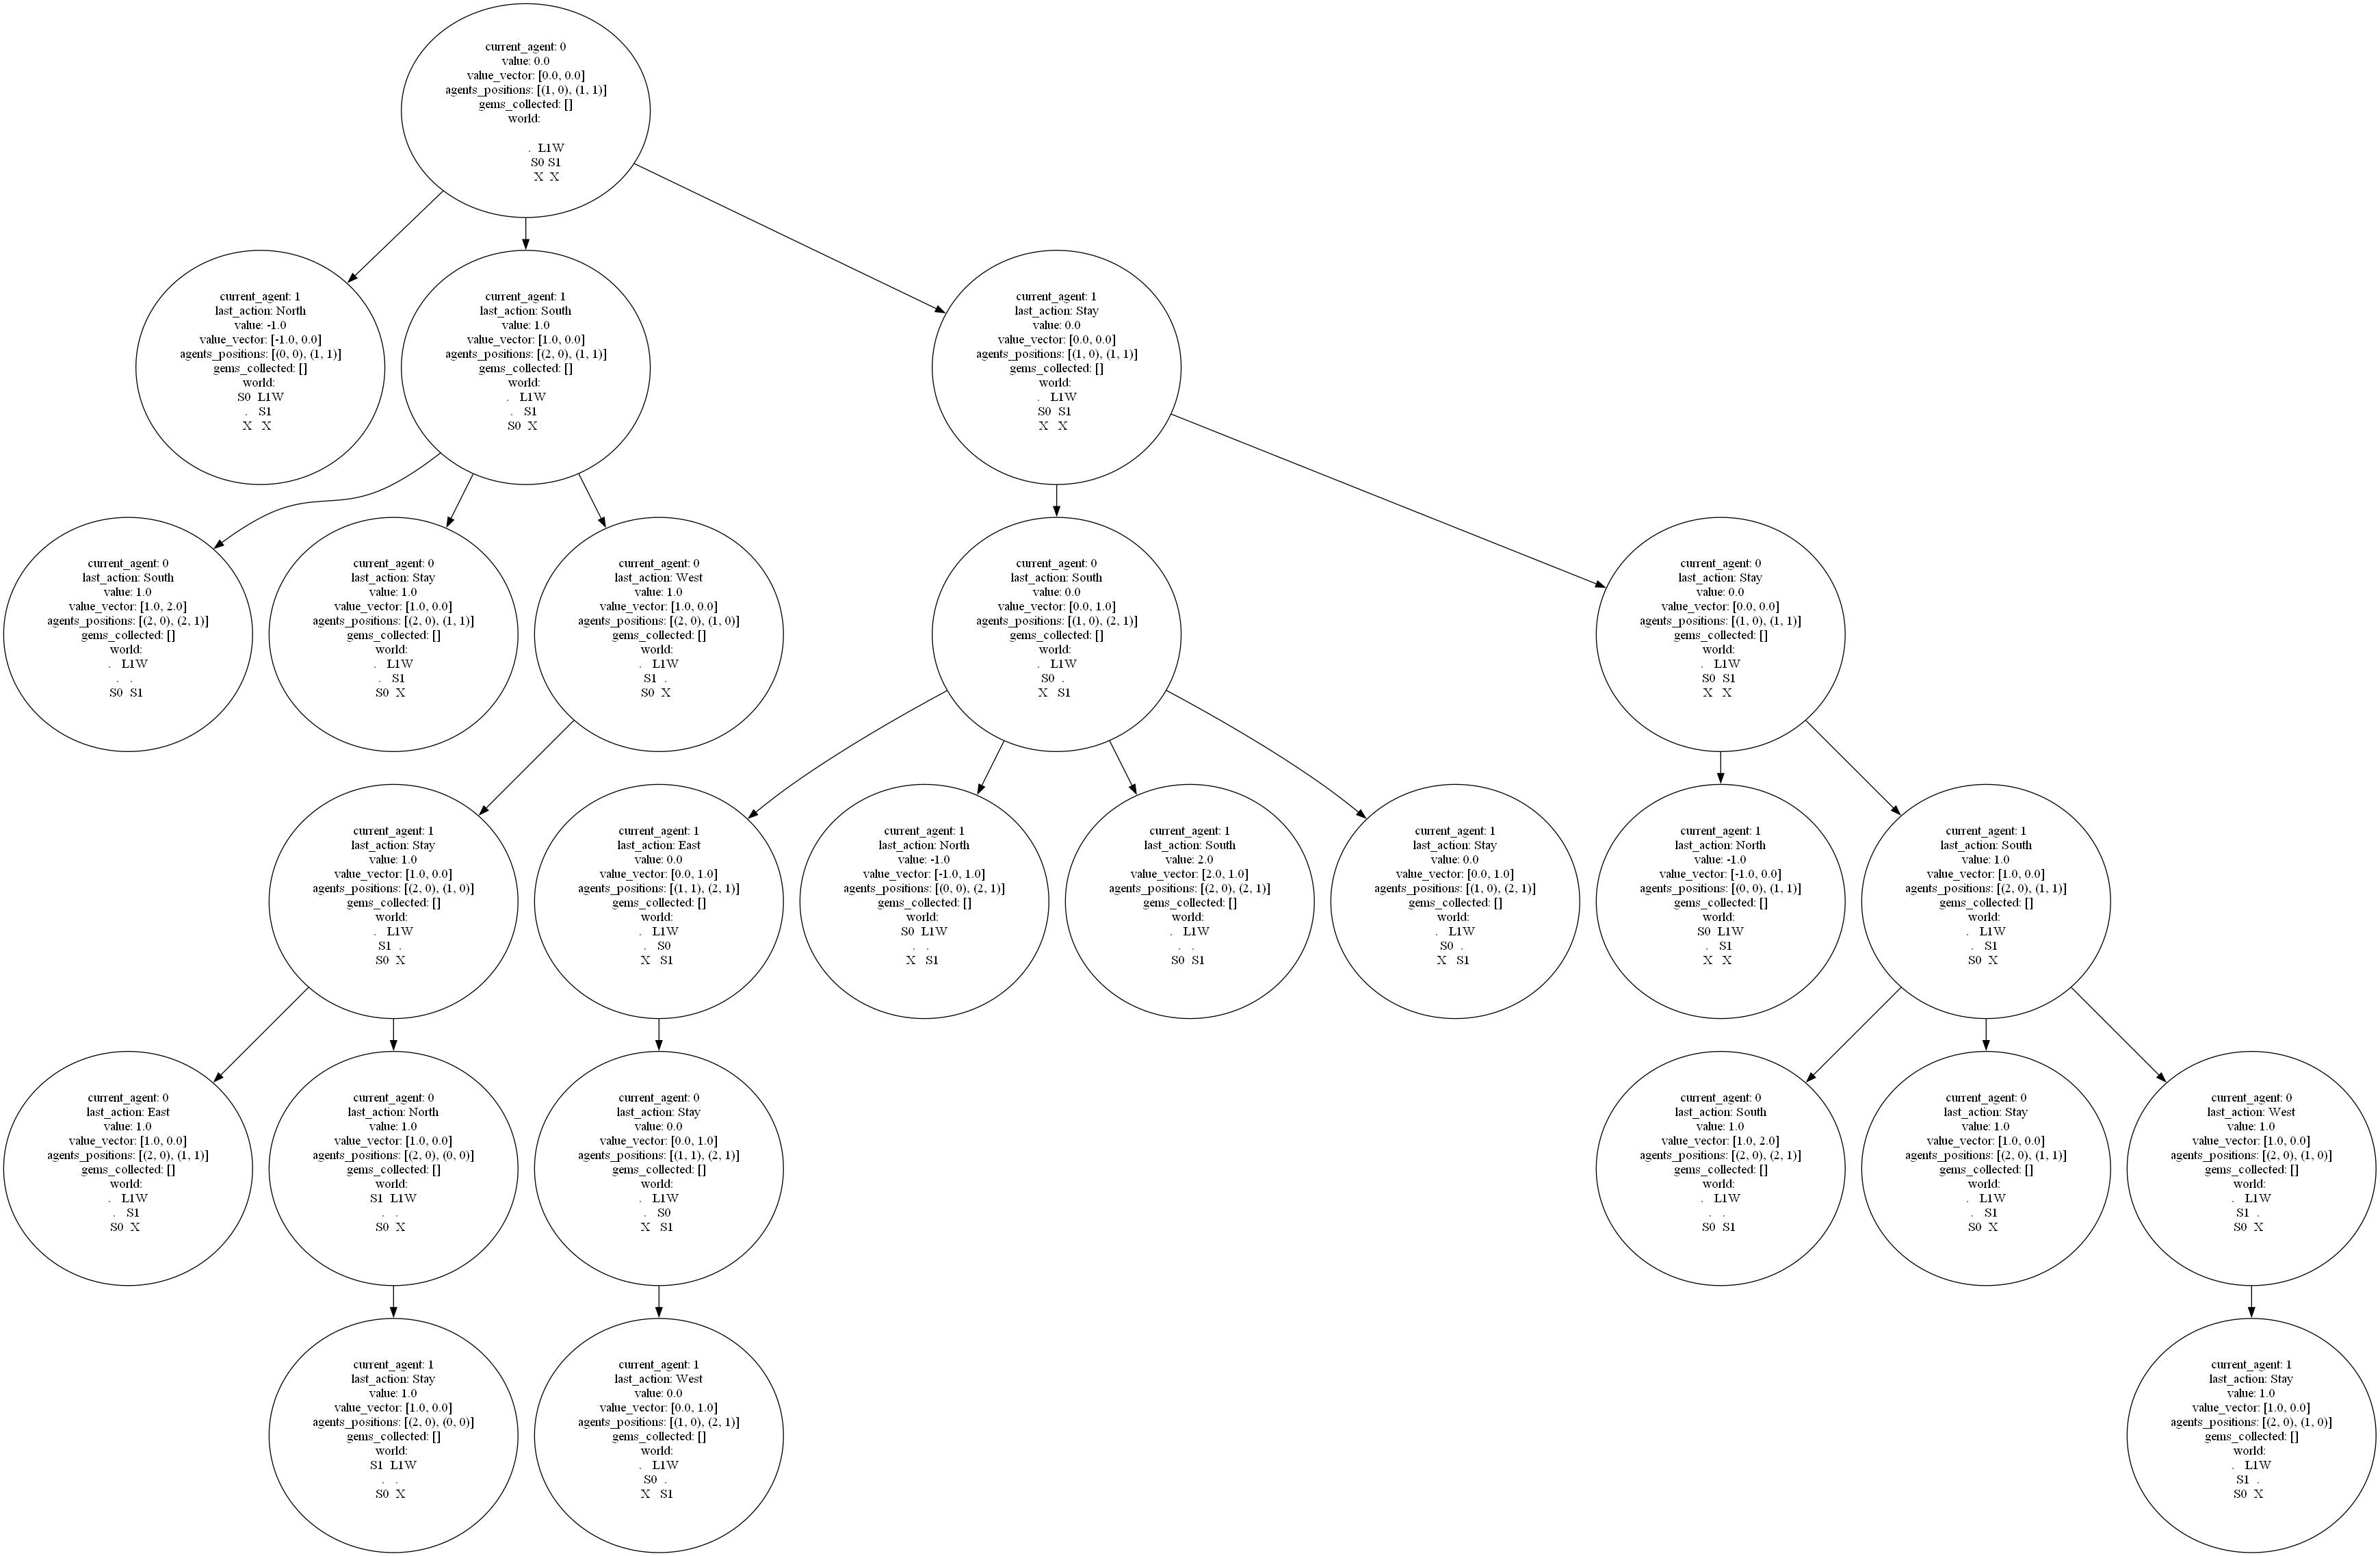 current_agent: 0
value: 0.0
value_vector: [0.0, 0.0]
agents_positions: [(1, 0), (1, 1)]
gems_collected: []
world:
. L1W
S0 S1
X X
current_agent: 1
last_action: North
value: -1.0
value_vector: [-1.0, 0.0]
agents_positions: [(0, 0), (1, 1)]
gems_collected: []
world:
S0 L1W
. S1
X X
current_agent: 1
last_action: South
value: 1.0
value_vector: [1.0, 0.0]
agents_positions: [(2, 0), (1, 1)]
gems_collected: []
world:
. L1W
. S1
S0 X
current_agent: 1
last_action: Stay
value: 0.0
value_vector: [0.0, 0.0]
agents_positions: [(1, 0), (1, 1)]
gems_collected: []
world:
. L1W
S0 S1
X X
current_agent: 0
last_action: South
value: 1.0
value_vector: [1.0, 2.0]
agents_positions: [(2, 0), (2, 1)]
gems_collected: []
world:
. L1W
. .
S0 S1
current_agent: 0
last_action: Stay
value: 1.0
value_vector: [1.0, 0.0]
agents_positions: [(2, 0), (1, 1)]
gems_collected: []
world:
. L1W
. S1
S0 X
current_agent: 0
last_action: West
value: 1.0
value_vector: [1.0, 0.0]
agents_positions: [(2, 0), (1, 0)]
gems_collected: []
world:
. L1W
S1 .
S0 X
current_agent: 0
last_action: South
value: 0.0
value_vector: [0.0, 1.0]
agents_positions: [(1, 0), (2, 1)]
gems_collected: []
world:
. L1W
S0 .
X S1
current_agent: 0
last_action: Stay
value: 0.0
value_vector: [0.0, 0.0]
agents_positions: [(1, 0), (1, 1)]
gems_collected: []
world:
. L1W
S0 S1
X X
current_agent: 1
last_action: Stay
value: 1.0
value_vector: [1.0, 0.0]
agents_positions: [(2, 0), (1, 0)]
gems_collected: []
world:
. L1W
S1 .
S0 X
current_agent: 1
last_action: East
value: 0.0
value_vector: [0.0, 1.0]
agents_positions: [(1, 1), (2, 1)]
gems_collected: []
world:
. L1W
. S0
X S1
current_agent: 1
last_action: North
value: -1.0
value_vector: [-1.0, 1.0]
agents_positions: [(0, 0), (2, 1)]
gems_collected: []
world:
S0 L1W
. .
X S1
current_agent: 1
last_action: South
value: 2.0
value_vector: [2.0, 1.0]
agents_positions: [(2, 0), (2, 1)]
gems_collected: []
world:
. L1W
. .
S0 S1
current_agent: 1
last_action: Stay
value: 0.0
value_vector: [0.0, 1.0]
agents_positions: [(1, 0), (2, 1)]
gems_collected: []
world:
. L1W
S0 .
X S1
current_agent: 1
last_action: North
value: -1.0
value_vector: [-1.0, 0.0]
agents_positions: [(0, 0), (1, 1)]
gems_collected: []
world:
S0 L1W
. S1
X X
current_agent: 1
last_action: South
value: 1.0
value_vector: [1.0, 0.0]
agents_positions: [(2, 0), (1, 1)]
gems_collected: []
world:
. L1W
. S1
S0 X
current_agent: 0
last_action: East
value: 1.0
value_vector: [1.0, 0.0]
agents_positions: [(2, 0), (1, 1)]
gems_collected: []
world:
. L1W
. S1
S0 X
current_agent: 0
last_action: North
value: 1.0
value_vector: [1.0, 0.0]
agents_positions: [(2, 0), (0, 0)]
gems_collected: []
world:
S1 L1W
. .
S0 X
current_agent: 0
last_action: Stay
value: 0.0
value_vector: [0.0, 1.0]
agents_positions: [(1, 1), (2, 1)]
gems_collected: []
world:
. L1W
. S0
X S1
current_agent: 0
last_action: South
value: 1.0
value_vector: [1.0, 2.0]
agents_positions: [(2, 0), (2, 1)]
gems_collected: []
world:
. L1W
. .
S0 S1
current_agent: 0
last_action: Stay
value: 1.0
value_vector: [1.0, 0.0]
agents_positions: [(2, 0), (1, 1)]
gems_collected: []
world:
. L1W
. S1
S0 X
current_agent: 0
last_action: West
value: 1.0
value_vector: [1.0, 0.0]
agents_positions: [(2, 0), (1, 0)]
gems_collected: []
world:
. L1W
S1 .
S0 X
current_agent: 1
last_action: Stay
value: 1.0
value_vector: [1.0, 0.0]
agents_positions: [(2, 0), (0, 0)]
gems_collected: []
world:
S1 L1W
. .
S0 X
current_agent: 1
last_action: West
value: 0.0
value_vector: [0.0, 1.0]
agents_positions: [(1, 0), (2, 1)]
gems_collected: []
world:
. L1W
S0 .
X S1
current_agent: 1
last_action: Stay
value: 1.0
value_vector: [1.0, 0.0]
agents_positions: [(2, 0), (1, 0)]
gems_collected: []
world:
. L1W
S1 .
S0 X